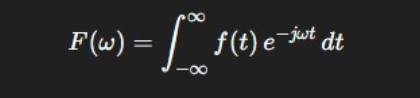 F(ω) = ∫_{-∞}^{∞} f(t) e^{-jωt} dt